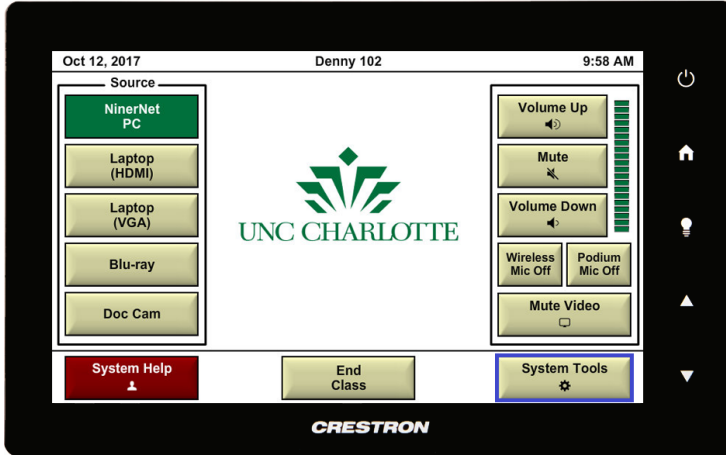 Oct 12, 2017 Denny 102 9:58 AM
Source
NinerNet
PC
Laptop
(HDMI)
Laptop
(VGA)
Blu-ray
Doc Cam
UNC CHARLOTTE
Volume Up
Mute
Volume Down
Wireless
Mic Off
Podium
Mic Off
Mute Video
System Help
End
Class
System Tools
CRESTRON